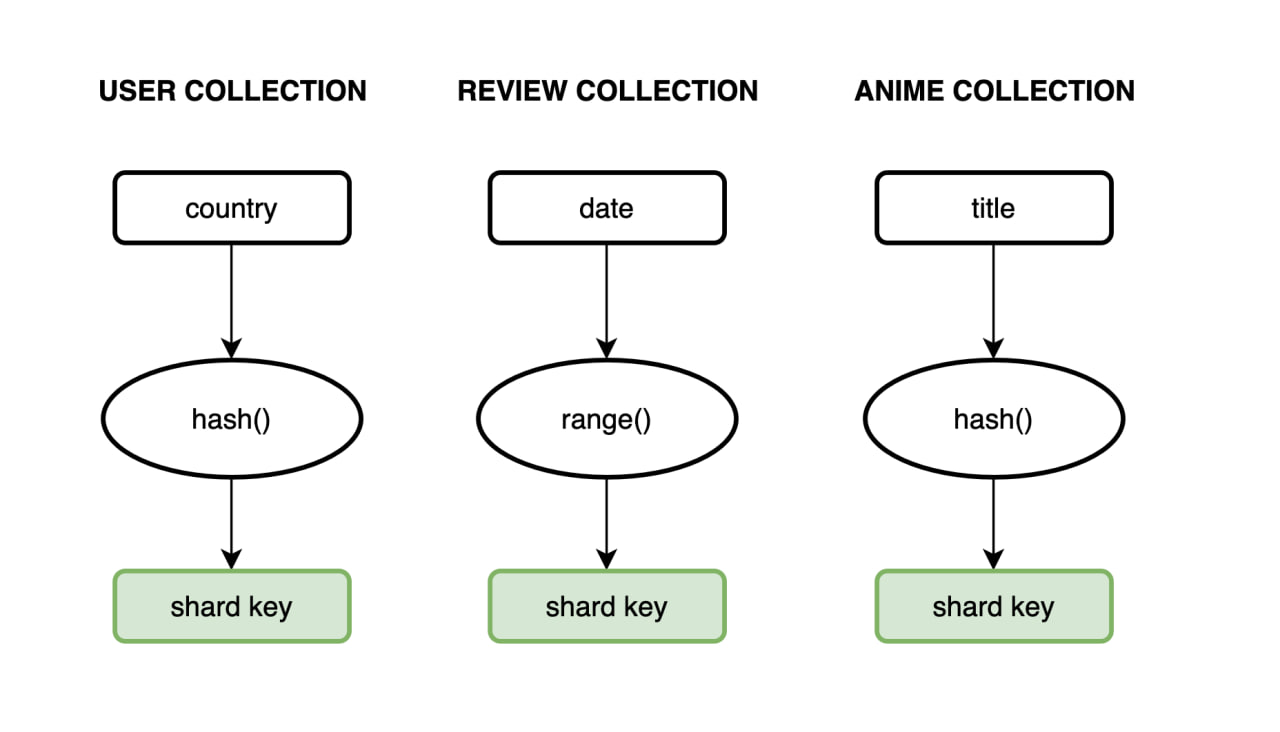 USER COLLECTION
REVIEW COLLECTION
ANIME COLLECTION
country
date
title
hash()
range()
hash()
shard key
shard key
shard key